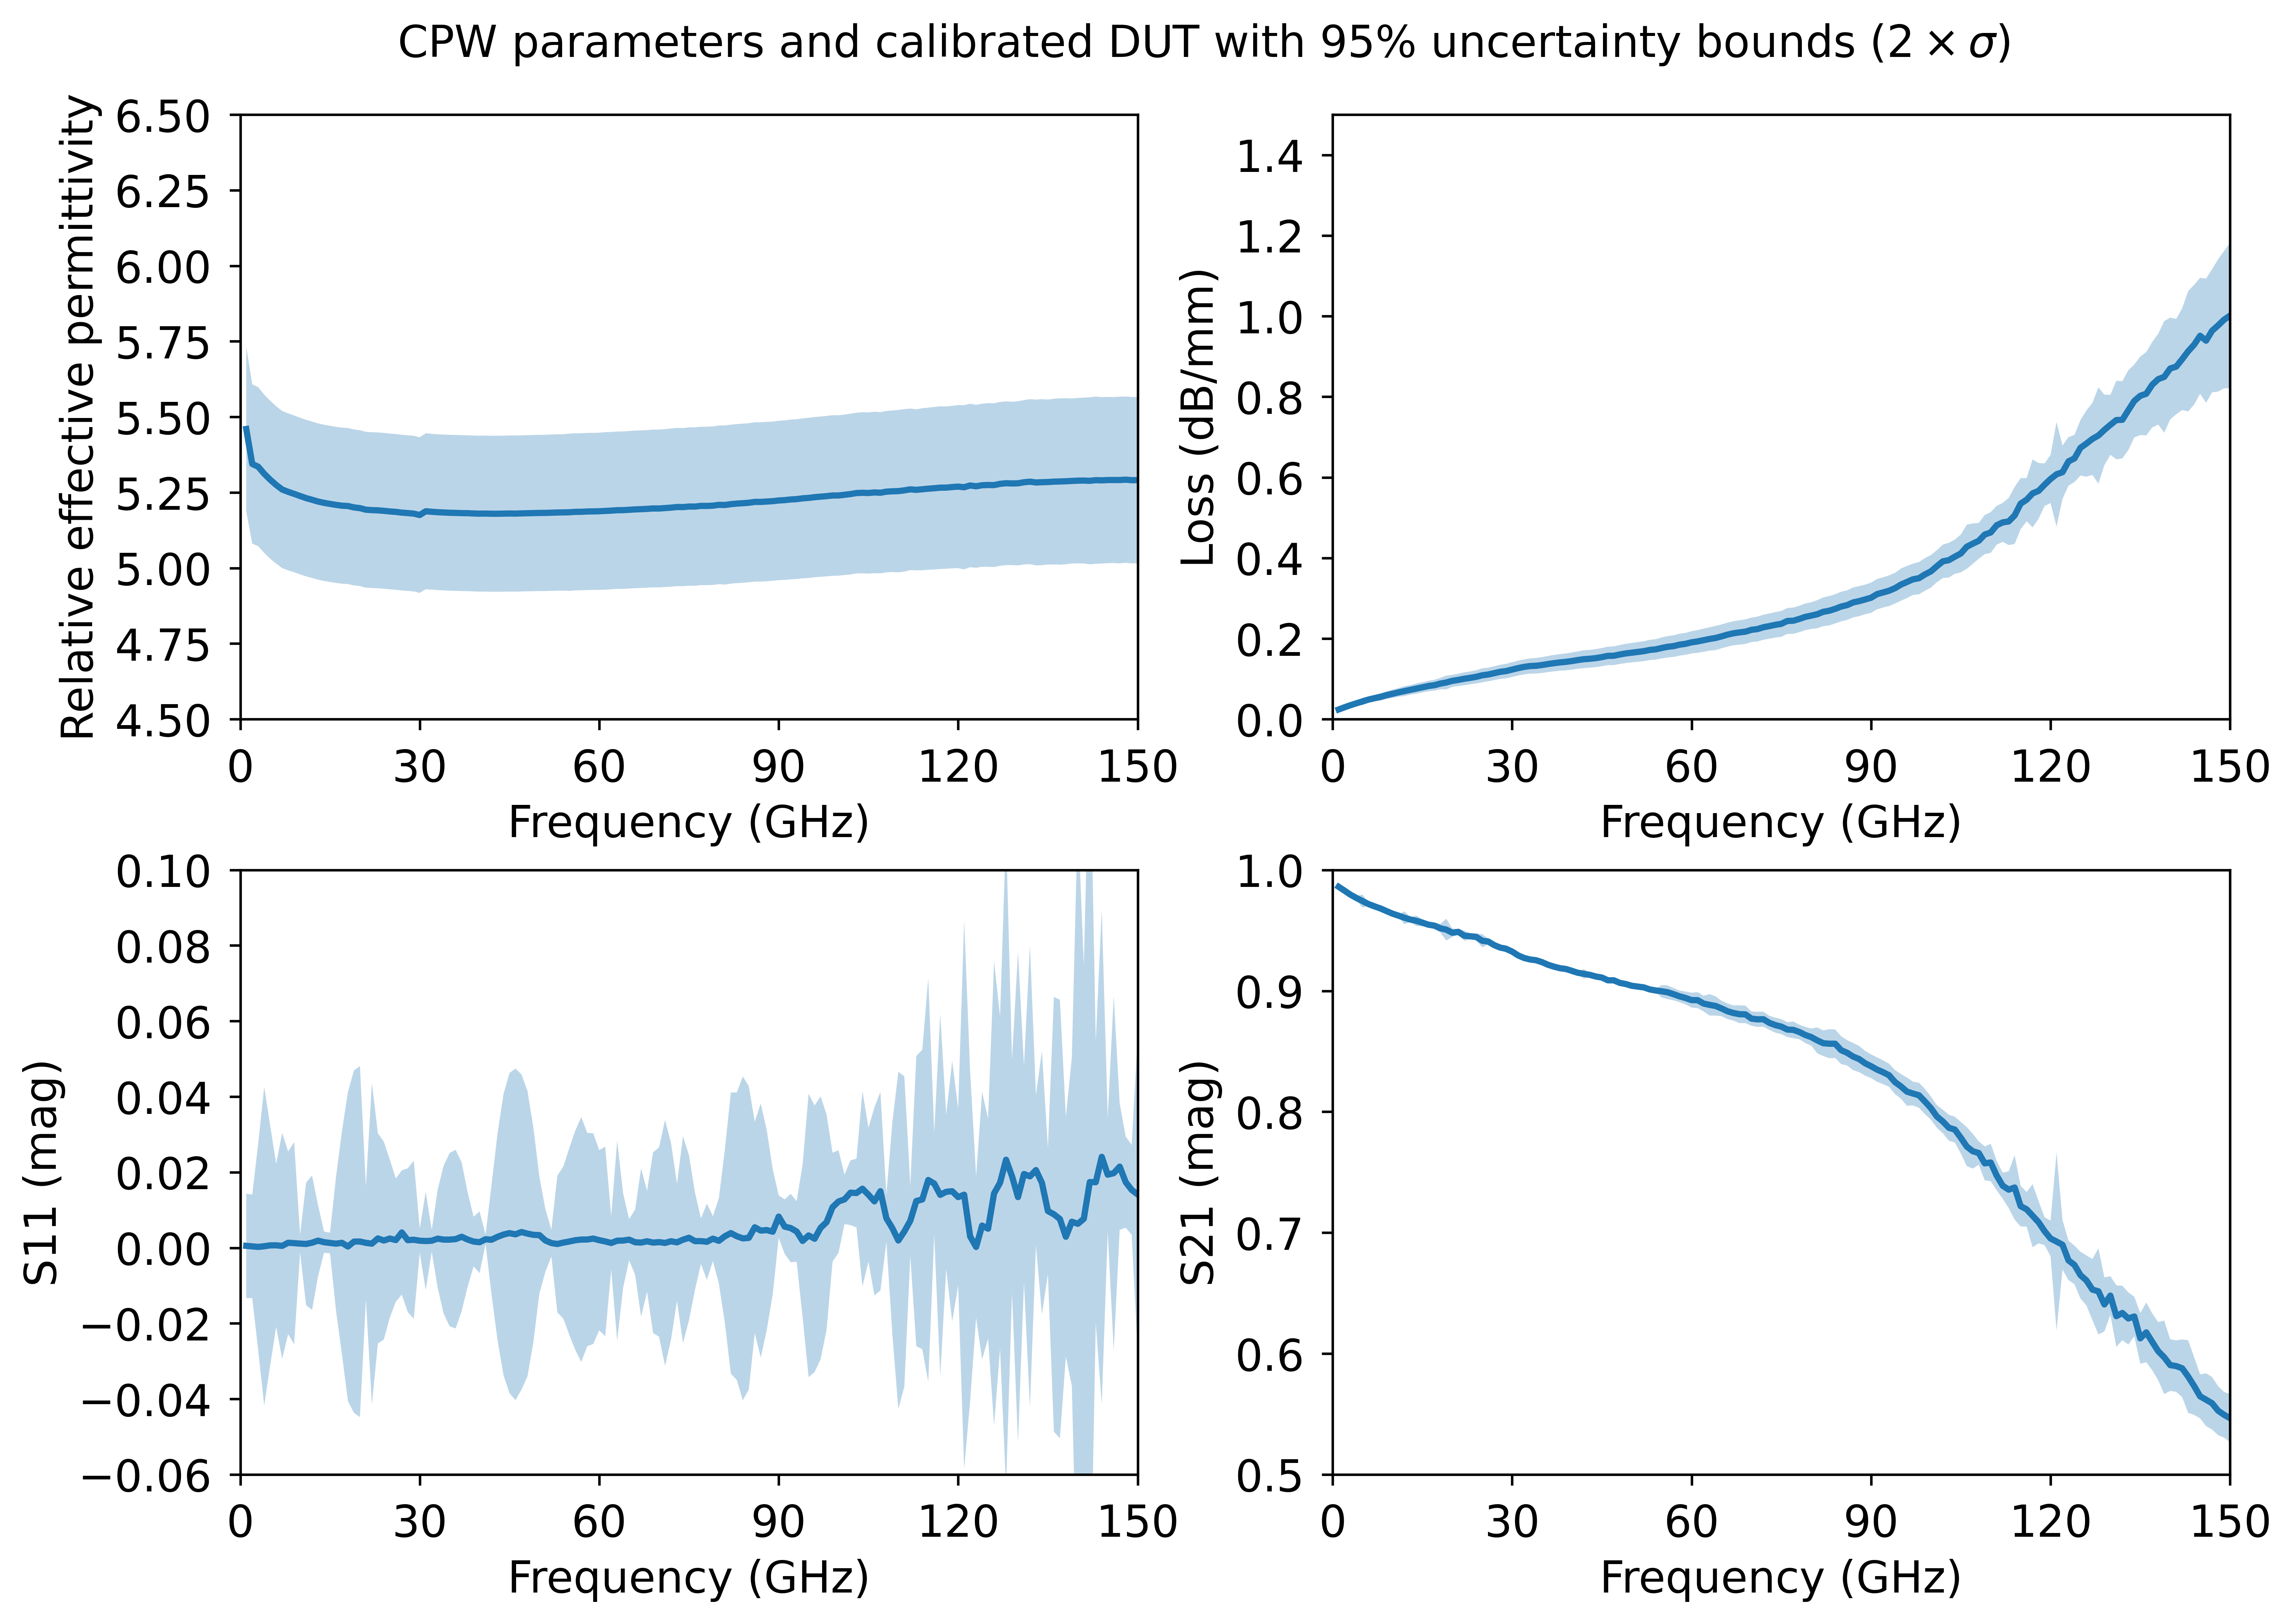 CPW parameters and calibrated DUT with 95% uncertainty bounds (2 × σ)
Relative effective permittivity
6.50
6.25
6.00
5.75
5.50
5.25
5.00
4.75
4.50
0 30 60 90 120 150
Frequency (GHz)
Loss (dB/mm)
1.4
1.2
1.0
0.8
0.6
0.4
0.2
0.0
0 30 60 90 120 150
Frequency (GHz)
S11 (mag)
0.10
0.08
0.06
0.04
0.02
0.00
−0.02
−0.04
−0.06
0 30 60 90 120 150
Frequency (GHz)
S21 (mag)
1.0
0.9
0.8
0.7
0.6
0.5
0 30 60 90 120 150
Frequency (GHz)